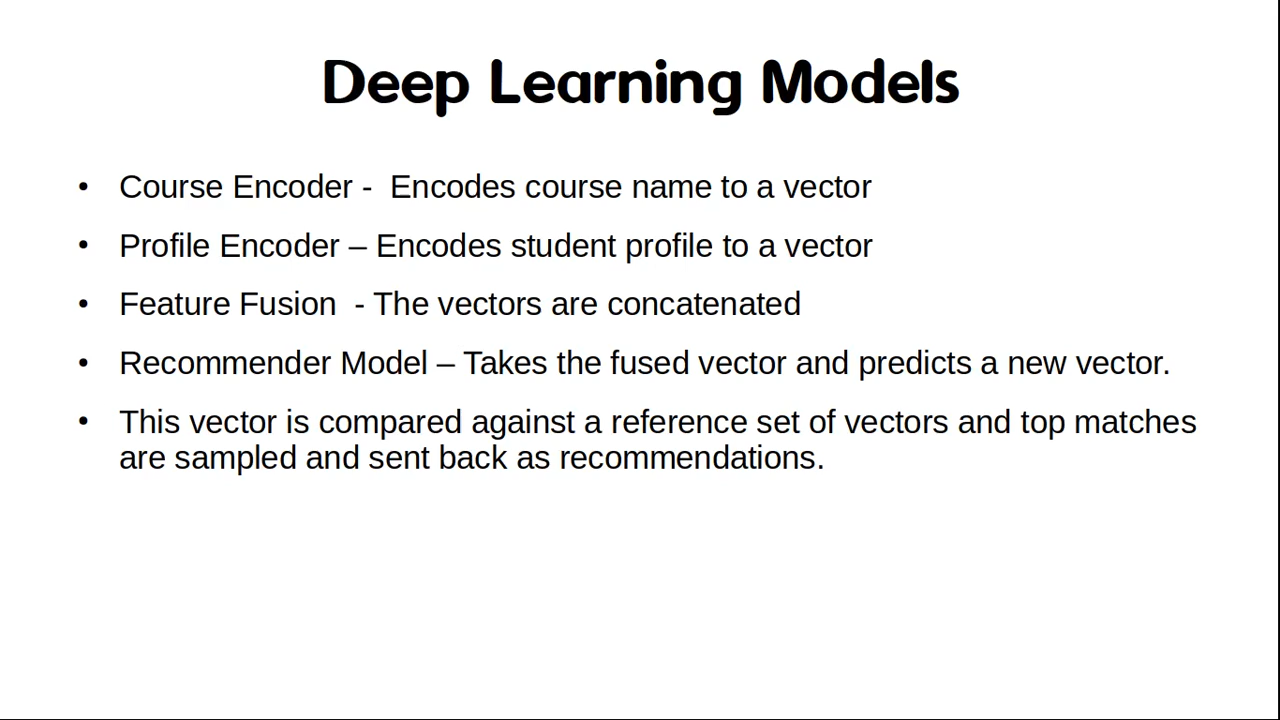 Deep Learning Models
• Course Encoder -  Encodes course name to a vector
• Profile Encoder – Encodes student profile to a vector
• Feature Fusion  - The vectors are concatenated
• Recommender Model – Takes the fused vector and predicts a new vector.
• This vector is compared against a reference set of vectors and top matches
are sampled and sent back as recommendations.